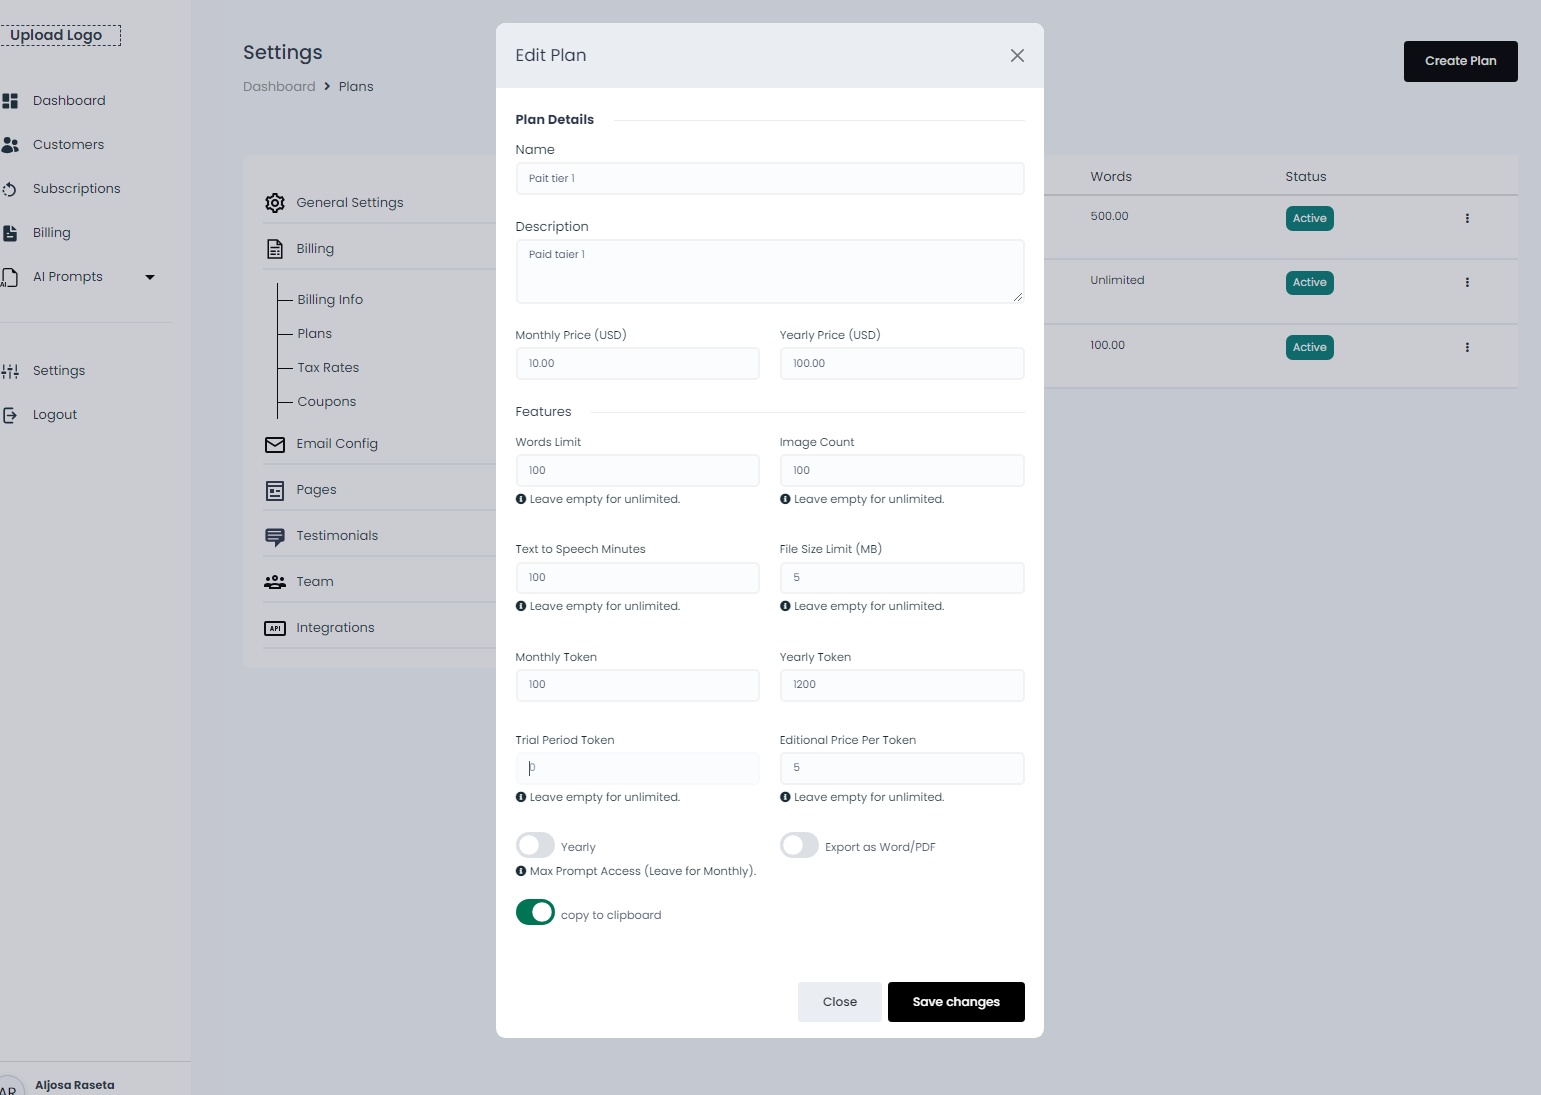 Upload Logo
Dashboard
Customers
Subscriptions
Billing
AI Prompts
Settings
Logout
AR
Aljosa Raseta
Settings
Dashboard > Plans
Create Plan
General Settings
Billing
Billing Info
Plans
Tax Rates
Coupons
Email Config
Pages
Testimonials
Team
API Integrations
Words Status
500.00 Active
Unlimited Active
100.00 Active
Edit Plan
Plan Details
Name
Pait tier 1
Description
Paid taier 1
Monthly Price (USD) Yearly Price (USD)
10.00 100.00
Features
Words Limit Image Count
100 100
Leave empty for unlimited. Leave empty for unlimited.
Text to Speech Minutes File Size Limit (MB)
100 5
Leave empty for unlimited. Leave empty for unlimited.
Monthly Token Yearly Token
100 1200
Trial Period Token Editional Price Per Token
0 5
Leave empty for unlimited. Leave empty for unlimited.
Yearly Export as Word/PDF
Max Prompt Access (Leave for Monthly).
copy to clipboard
Close Save changes